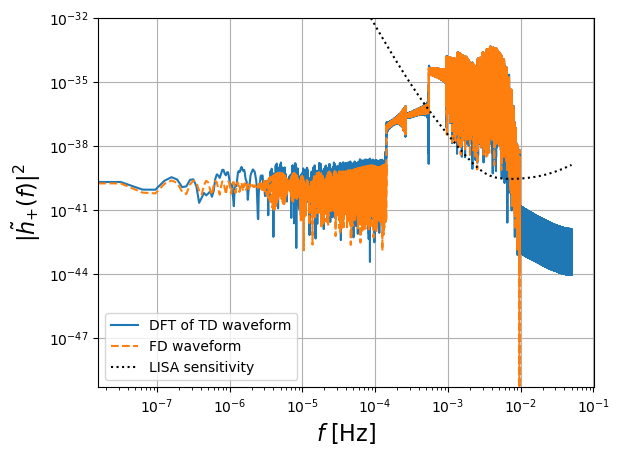 10⁻³²
10⁻³⁵
10⁻³⁸
10⁻⁴¹
10⁻⁴⁴
10⁻⁴⁷
|h̃₊(f)|²
DFT of TD waveform
FD waveform
LISA sensitivity
10⁻⁷ 10⁻⁶ 10⁻⁵ 10⁻⁴ 10⁻³ 10⁻² 10⁻¹
f [Hz]